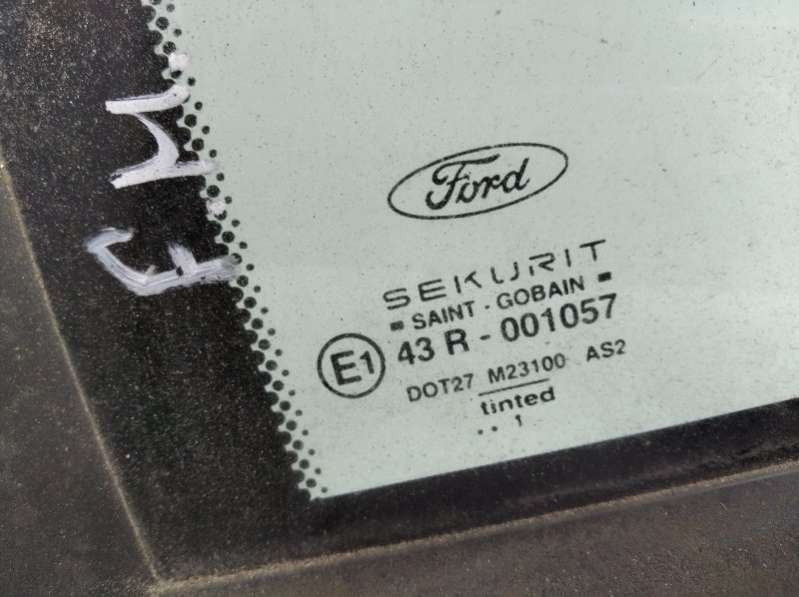 F.M.
Ford
SEKURIT
▪ SAINT - GOBAIN ▪
E1 43 R - 001057
DOT27 M23100 AS2
tinted
.. 1